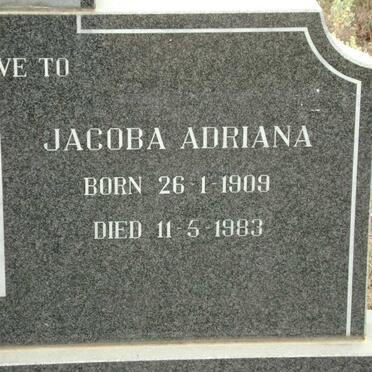 VE TO
JACOBA ADRIANA
BORN 26-1-1909
DIED 11-5-1983